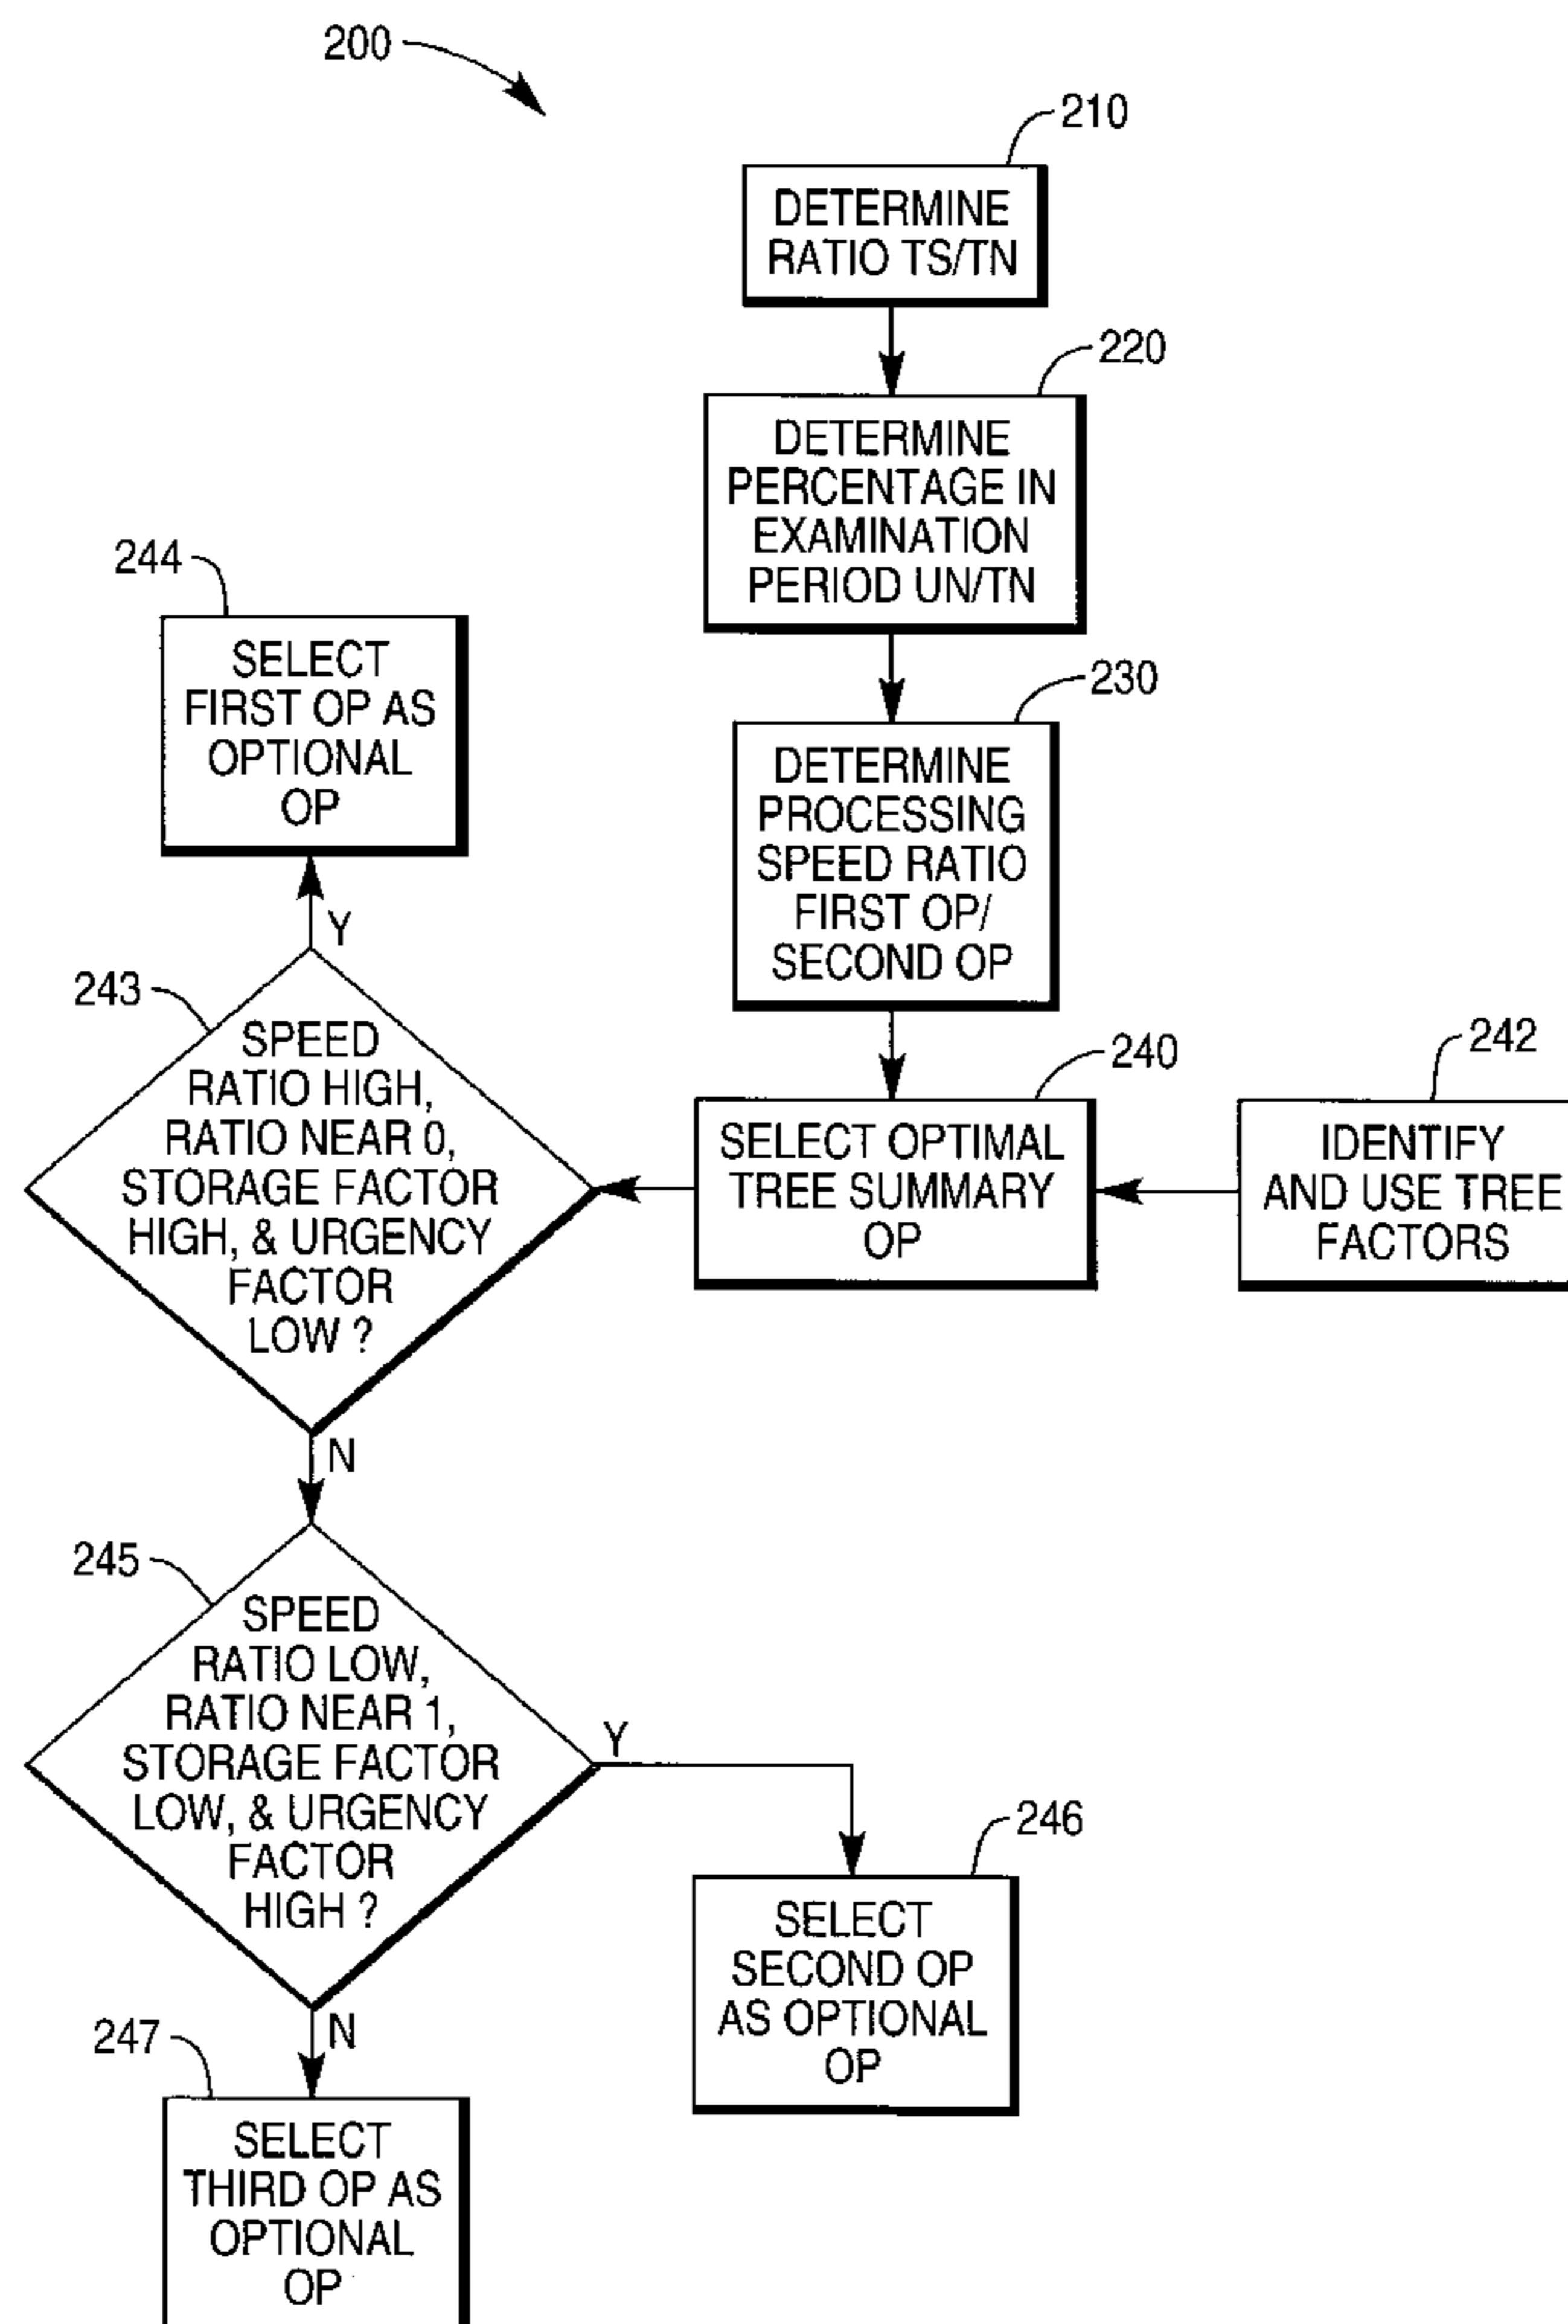 200
210
DETERMINE
RATIO TS/TN
220
DETERMINE
PERCENTAGE IN
EXAMINATION
PERIOD UN/TN
230
DETERMINE
PROCESSING
SPEED RATIO
FIRST OP/
SECOND OP
240
SELECT OPTIMAL
TREE SUMMARY
OP
242
IDENTIFY
AND USE TREE
FACTORS
243
SPEED
RATIO HIGH,
RATIO NEAR 0,
STORAGE FACTOR
HIGH, & URGENCY
FACTOR
LOW ?
Y
244
SELECT
FIRST OP AS
OPTIONAL
OP
N
245
SPEED
RATIO LOW,
RATIO NEAR 1,
STORAGE FACTOR
LOW, & URGENCY
FACTOR
HIGH ?
Y
246
SELECT
SECOND OP
AS OPTIONAL
OP
N
247
SELECT
THIRD OP AS
OPTIONAL
OP